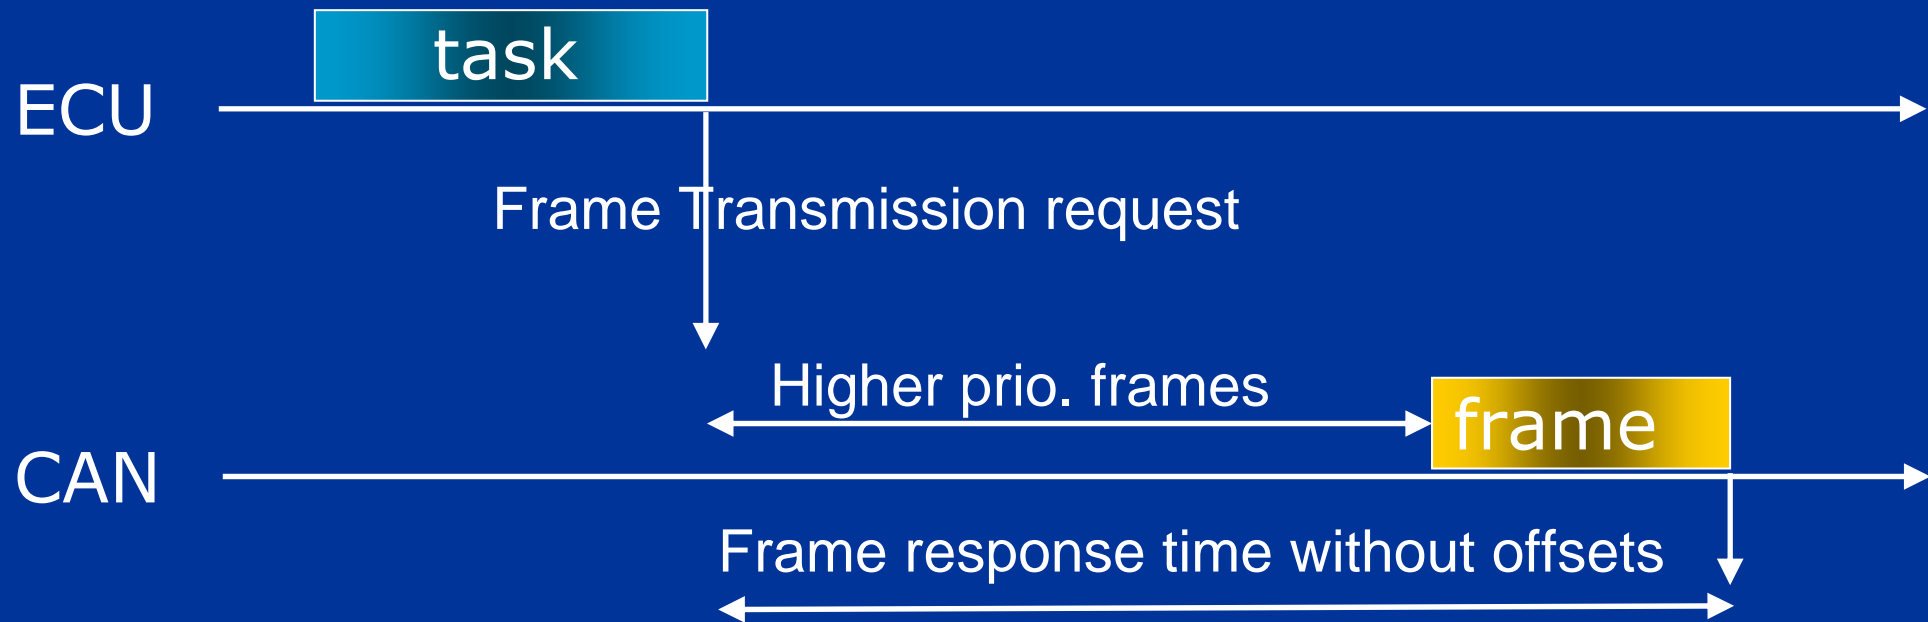 task
ECU
Frame Transmission request
Higher prio. frames
frame
CAN
Frame response time without offsets